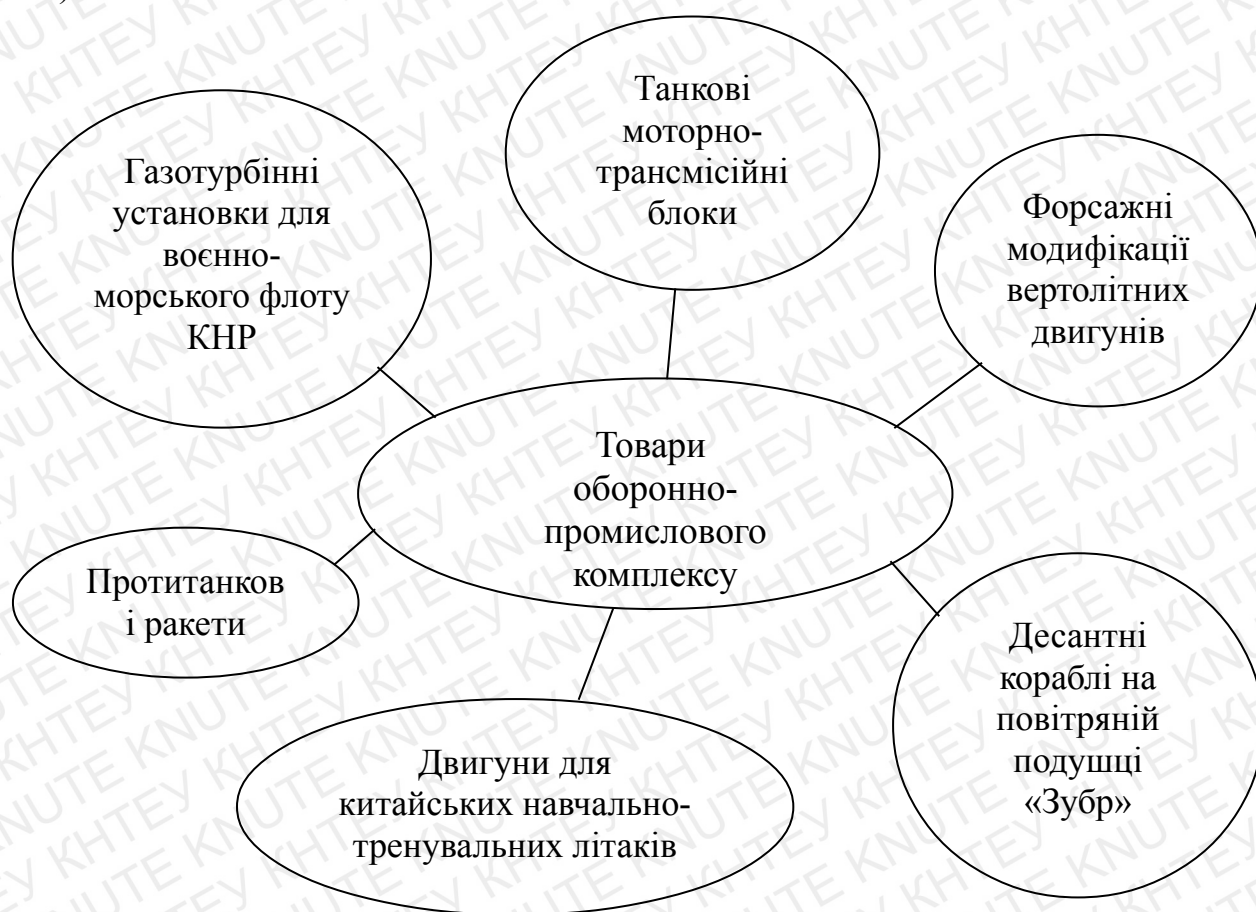 Танкові
моторно-
трансмісійні
блоки
Газотурбінні
установки для
воєнно-
морського флоту
КНР
Форсажні
модифікації
вертолітних
двигунів
Товари
оборонно-
промислового
комплексу
Протитанков
і ракети
Десантні
кораблі на
повітряній
подушці
«Зубр»
Двигуни для
китайських навчально-
тренувальних літаків